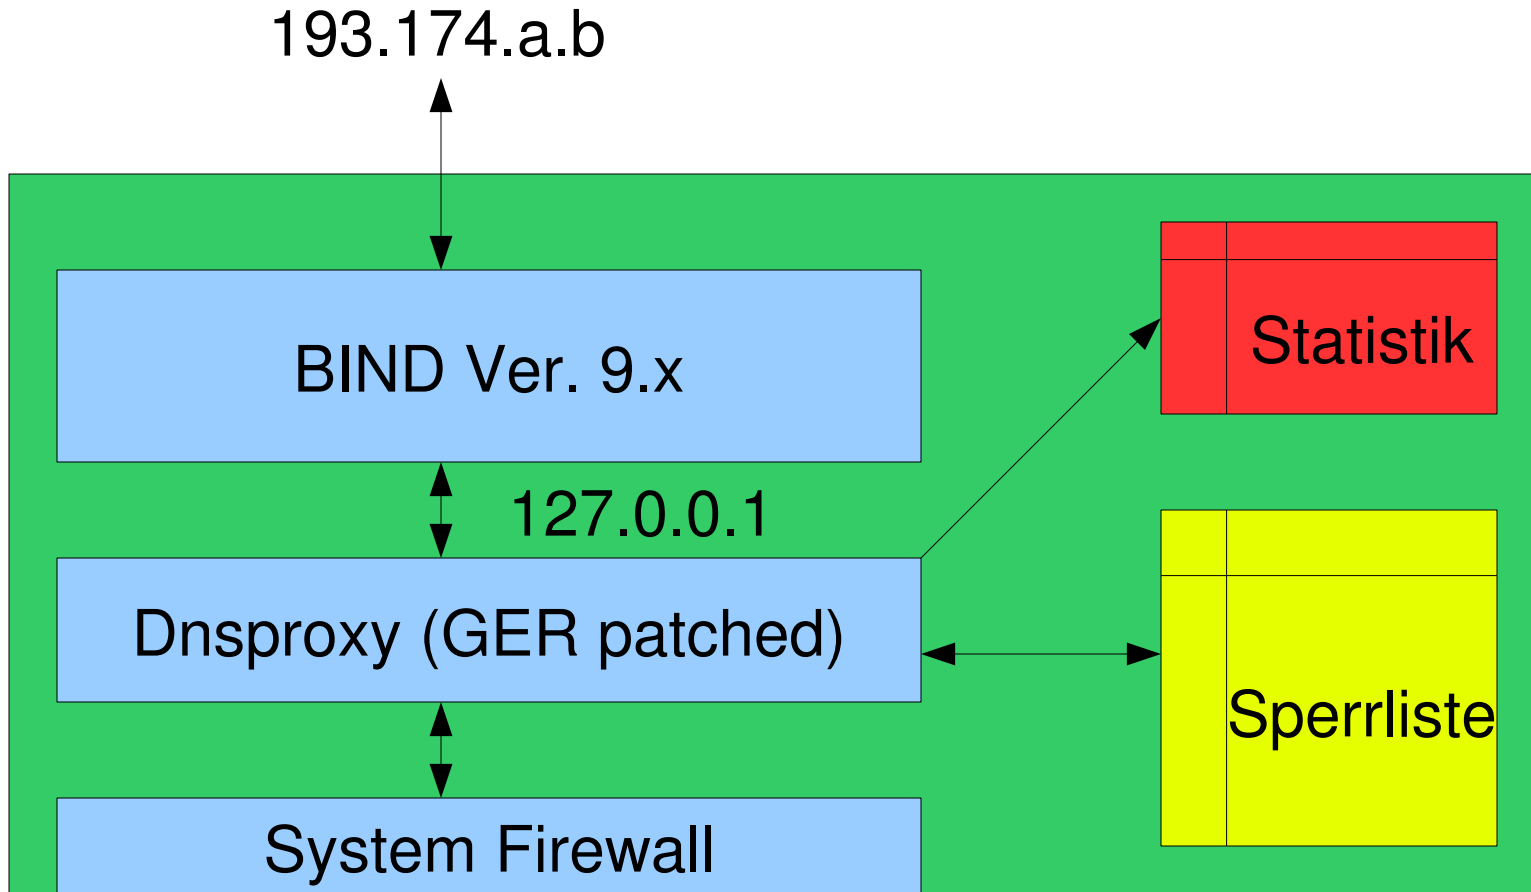 193.174.a.b
BIND Ver. 9.x
Statistik
127.0.0.1
Dnsproxy (GER patched)
Sperrliste
System Firewall